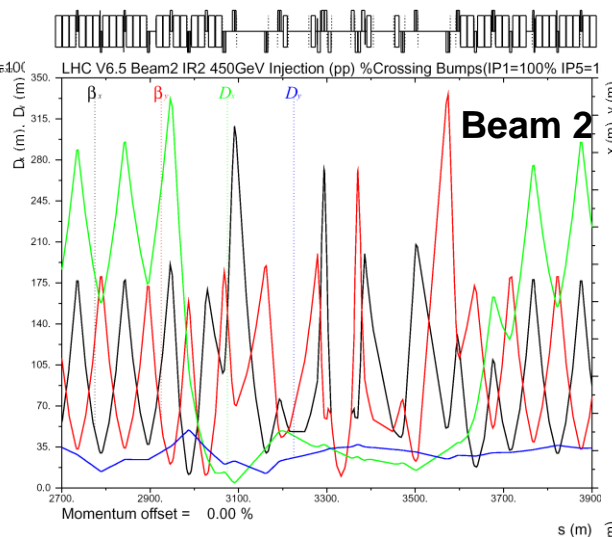 LHC V6.5 Beam2 IR2 450GeV Injection (pp) %Crossing Bumps(IP1=100% IP5=1
350.
βx βy Dx Dy
Beam 2
315.
280.
245.
210.
175.
140.
105.
70.
35.
0.0
2700. 2900. 3100. 3300. 3500. 3700. 3900.
Momentum offset = 0.00 %
s (m)
Dx (m), Dy (m)
x (m), y (m)